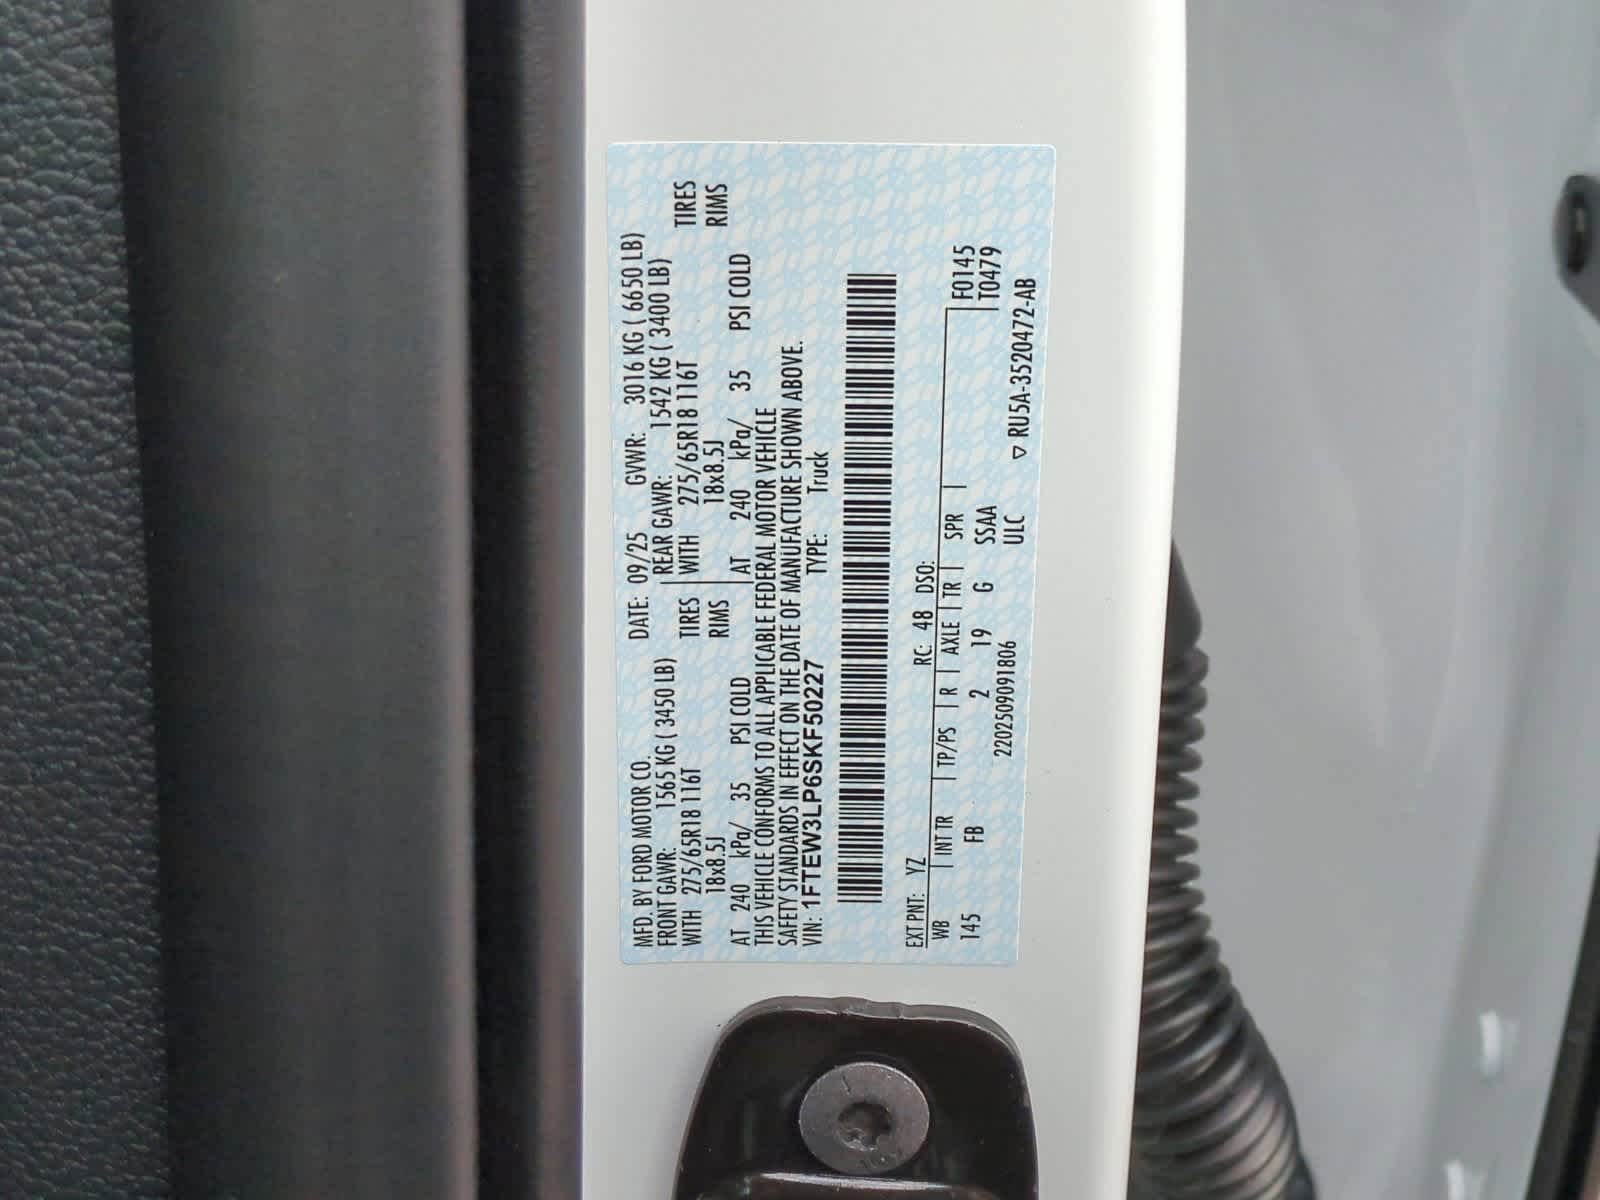 MFD. BY FORD MOTOR CO. DATE: 09/25 GVWR: 3016 KG ( 6650 LB)
FRONT GAWR: 1565 KG ( 3450 LB) REAR GAWR: 1542 KG ( 3400 LB)
WITH 275/65R18 116T TIRES WITH 275/65R18 116T TIRES
18x8.5J RIMS 18x8.5J RIMS
AT 240 kPa/ 35 PSI COLD AT 240 kPa/ 35 PSI COLD
THIS VEHICLE CONFORMS TO ALL APPLICABLE FEDERAL MOTOR VEHICLE
SAFETY STANDARDS IN EFFECT ON THE DATE OF MANUFACTURE SHOWN ABOVE.
VIN: 1FTEW3LP6SKF50227 TYPE: Truck
EXT PNT: YZ RC: 48 DSO:
WB INT TR TP/PS R AXLE TR SPR F0145
145 FB 2 19 G SSAA T0479
2202509091806 ULC ▽ RU5A-3520472-AB